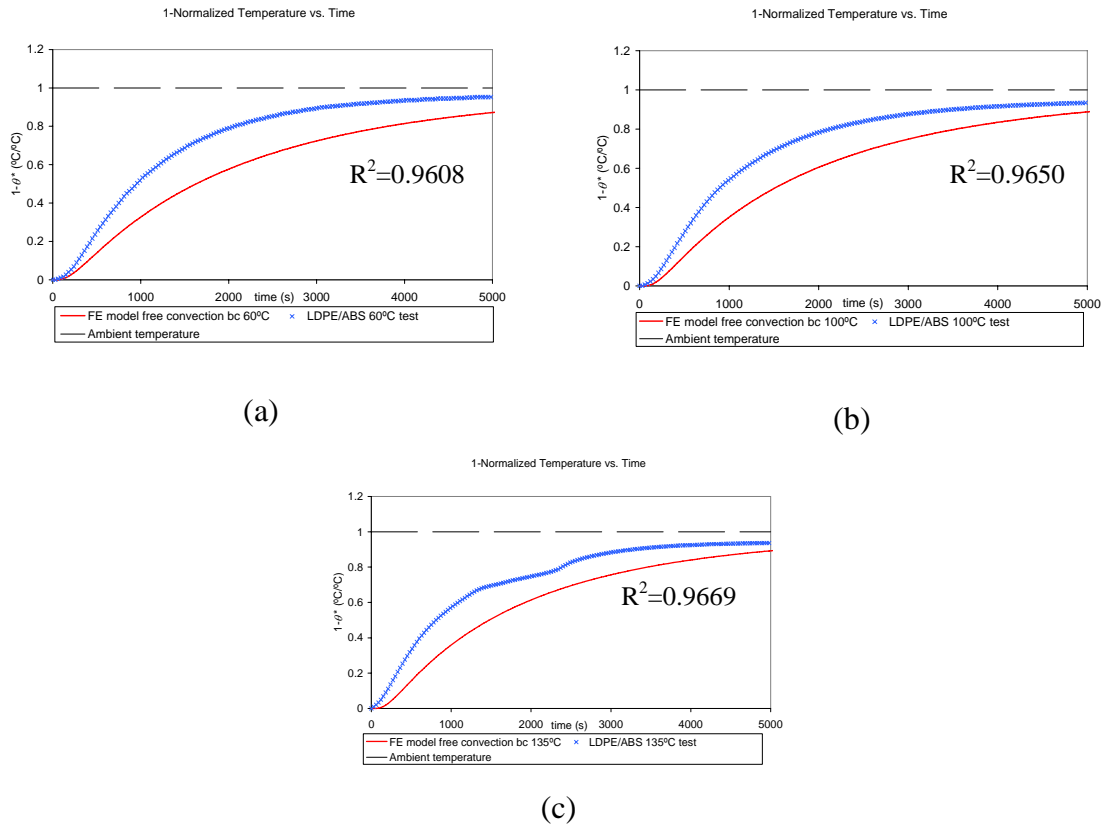 1-Normalized Temperature vs. Time
1.2
1
0.8
0.6
0.4
0.2
0
1-θ* (ºC/ºC)
R²=0.9608
0 1000 2000 3000 4000 5000
time (s)
FE model free convection bc 60ºC × LDPE/ABS 60ºC test
Ambient temperature
(a)
1-Normalized Temperature vs. Time
1.2
1
0.8
0.6
0.4
0.2
0
1-θ* (ºC/ºC)
R²=0.9650
0 1000 2000 3000 4000 5000
time (s)
FE model free convection bc 100ºC × LDPE/ABS 100ºC test
Ambient temperature
(b)
1-Normalized Temperature vs. Time
1.2
1
0.8
0.6
0.4
0.2
0
1-θ* (ºC/ºC)
R²=0.9669
0 1000 2000 3000 4000 5000
time (s)
FE model free convection bc 135ºC × LDPE/ABS 135ºC test
Ambient temperature
(c)